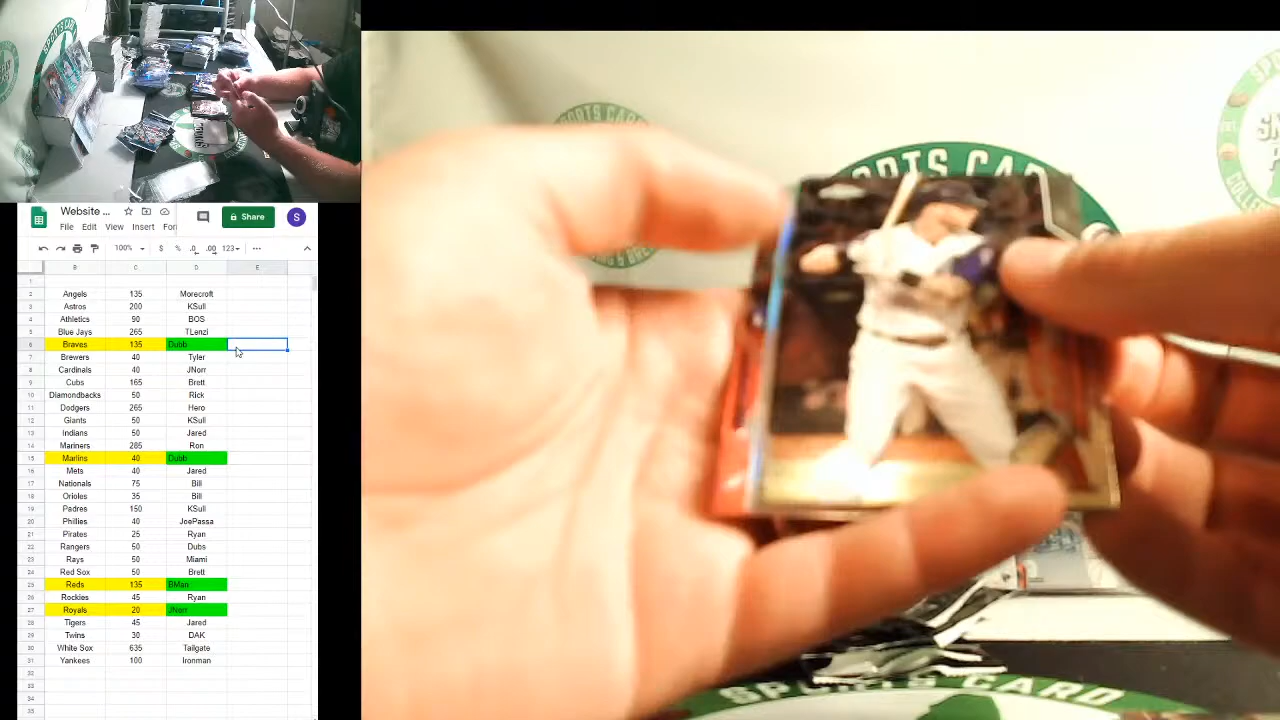 Website ...
Share
S
File Edit View Insert For
100% $ % .0 .00 123 ...
B C D E
1
2 Angels 135 Morecroft
3 Astros 200 KSull
4 Athletics 90 BOS
5 Blue Jays 265 TLenzi
6 Braves 135 Dubb
7 Brewers 40 Tyler
8 Cardinals 40 JNorr
9 Cubs 165 Brett
10 Diamondbacks 50 Rick
11 Dodgers 265 Hero
12 Giants 50 KSull
13 Indians 50 Jared
14 Mariners 285 Ron
15 Marlins 40 Dubb
16 Mets 40 Jared
17 Nationals 75 Bill
18 Orioles 35 Bill
19 Padres 150 KSull
20 Phillies 40 JoePassa
21 Pirates 25 Ryan
22 Rangers 50 Dubs
23 Rays 50 Miami
24 Red Sox 50 Brett
25 Reds 135 BMan
26 Rockies 45 Ryan
27 Royals 20 JNorr
28 Tigers 45 Jared
29 Twins 30 DAK
30 White Sox 635 Tailgate
31 Yankees 100 Ironman
32
33
34
35
RTS CAR
SPORTS CARD